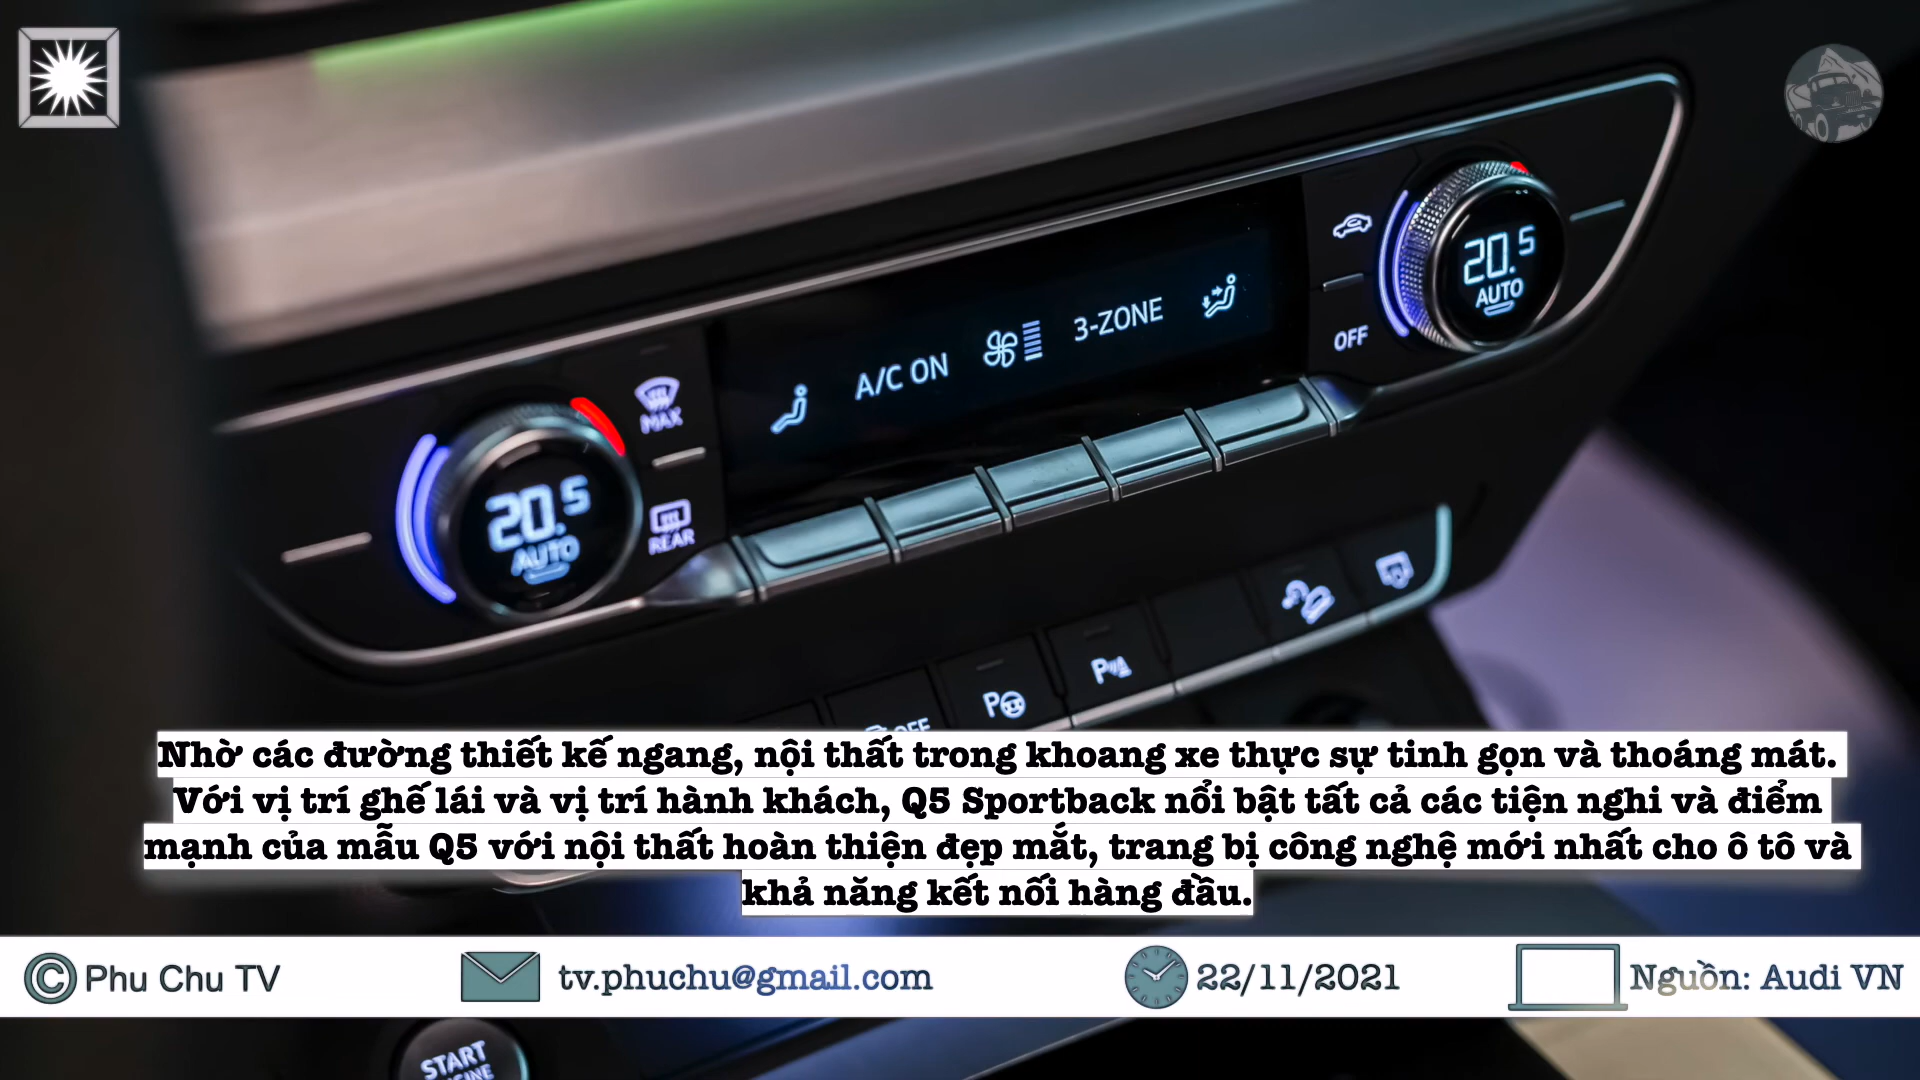 20.5
AUTO
OFF
3-ZONE
A/C ON
MAX
20.5
AUTO
REAR
P
P
OFF
Nhờ các đường thiết kế ngang, nội thất trong khoang xe thực sự tinh gọn và thoáng mát.
Với vị trí ghế lái và vị trí hành khách, Q5 Sportback nổi bật tất cả các tiện nghi và điểm
mạnh của mẫu Q5 với nội thất hoàn thiện đẹp mắt, trang bị công nghệ mới nhất cho ô tô và
khả năng kết nối hàng đầu.
© Phu Chu TV
tv.phuchu@gmail.com
22/11/2021
Nguồn: Audi VN
START